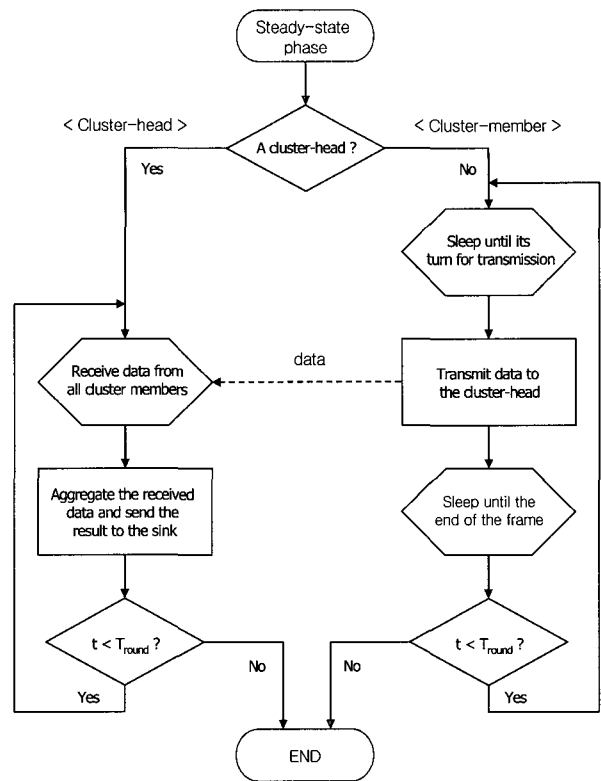 Steady-state
phase
< Cluster-head >
< Cluster-member >
A cluster-head ?
Yes
No
Sleep until its
turn for transmission
Receive data from
all cluster members
data
Transmit data to
the cluster-head
Aggregate the received
data and send the
result to the sink
Sleep until the
end of the frame
t < Tround ?
No
Yes
t < Tround ?
No
Yes
END